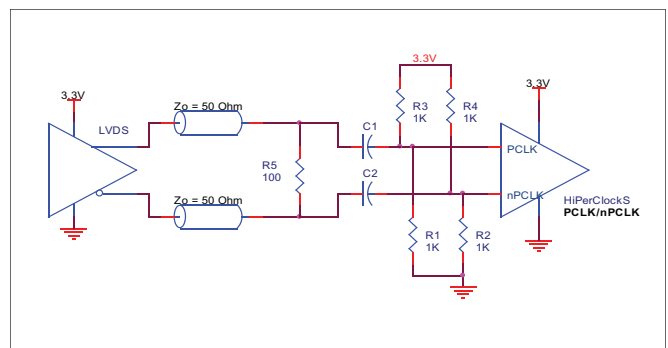 3.3V
3.3V
3.3V
LVDS
Zo = 50 Ohm
C1
R3
1K
R4
1K
PCLK
R5
100
C2
Zo = 50 Ohm
nPCLK
HiPerClockS
PCLK/nPCLK
R1
1K
R2
1K